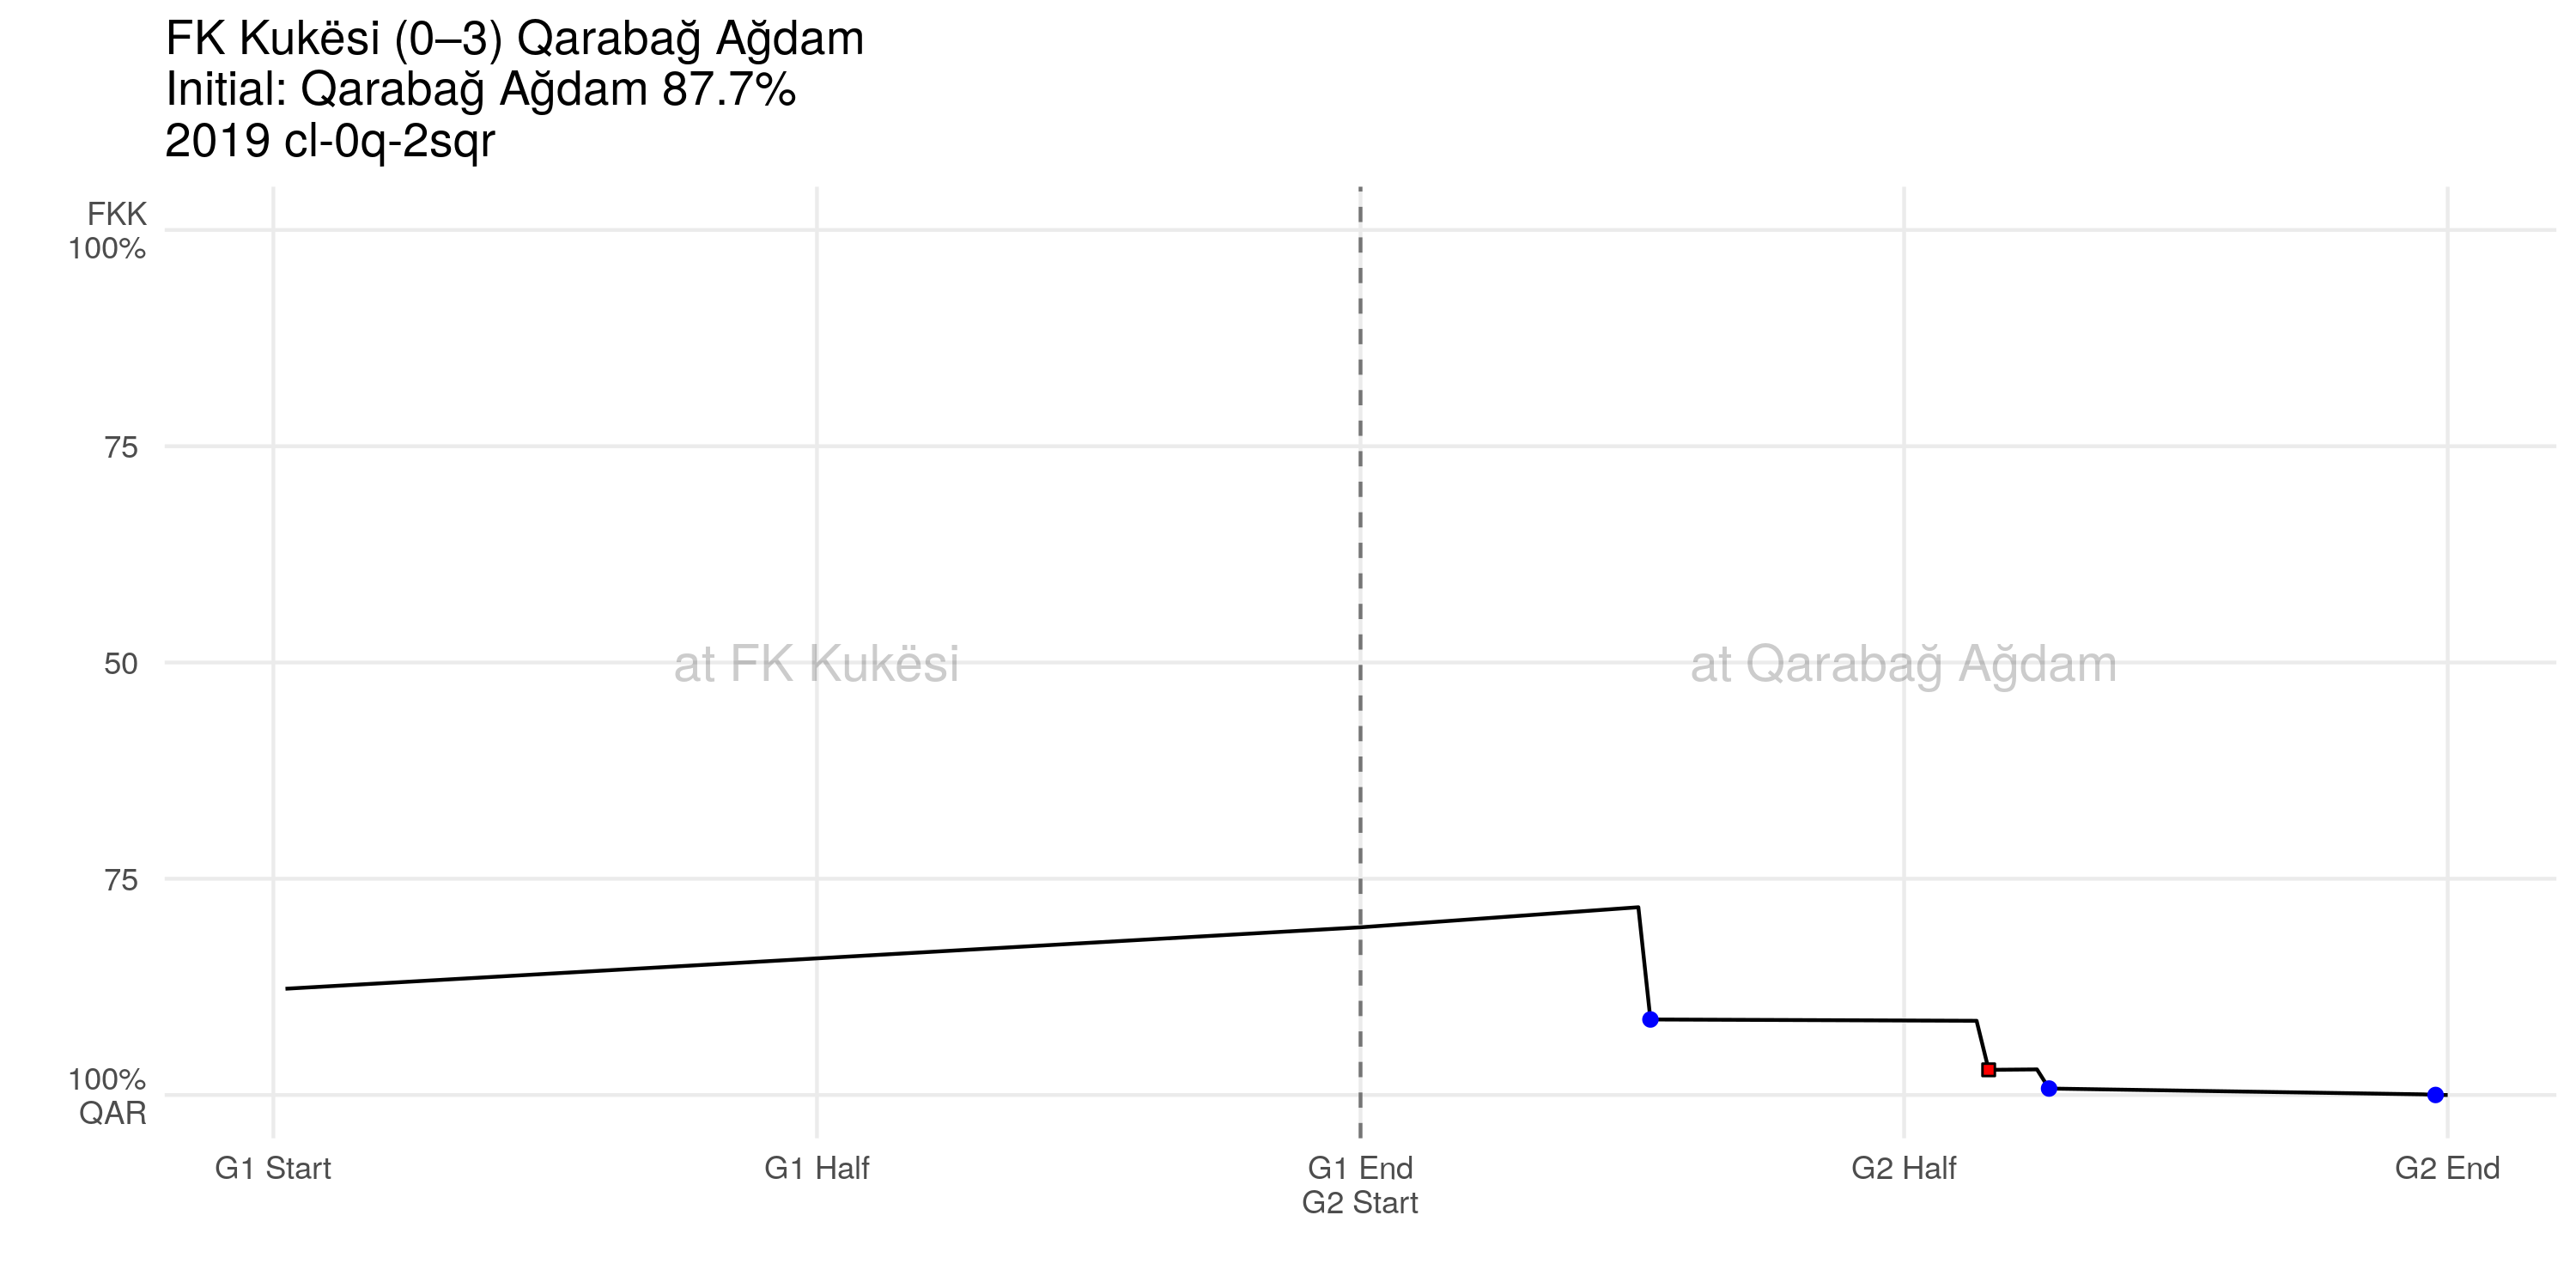 FK Kukësi (0–3) Qarabağ Ağdam
Initial: Qarabağ Ağdam 87.7%
2019 cl-0q-2sqr
FKK
100%
75
50
75
100%
QAR
at FK Kukësi
at Qarabağ Ağdam
G1 Start
G1 Half
G1 End
G2 Start
G2 Half
G2 End